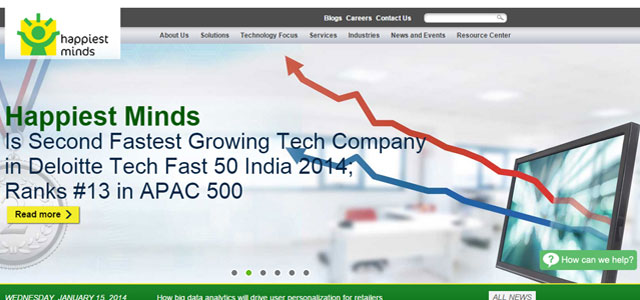 happiest
minds
Blogs Careers Contact Us
About Us Solutions Technology Focus Services Industries News and Events Resource Center
Happiest Minds
Is Second Fastest Growing Tech Company
in Deloitte Tech Fast 50 India 2014,
Ranks #13 in APAC 500
Read more
How can we help?
WEDNESDAY, JANUARY 15, 2014 How big data analytics will drive user personalization for retailers ALL NEWS